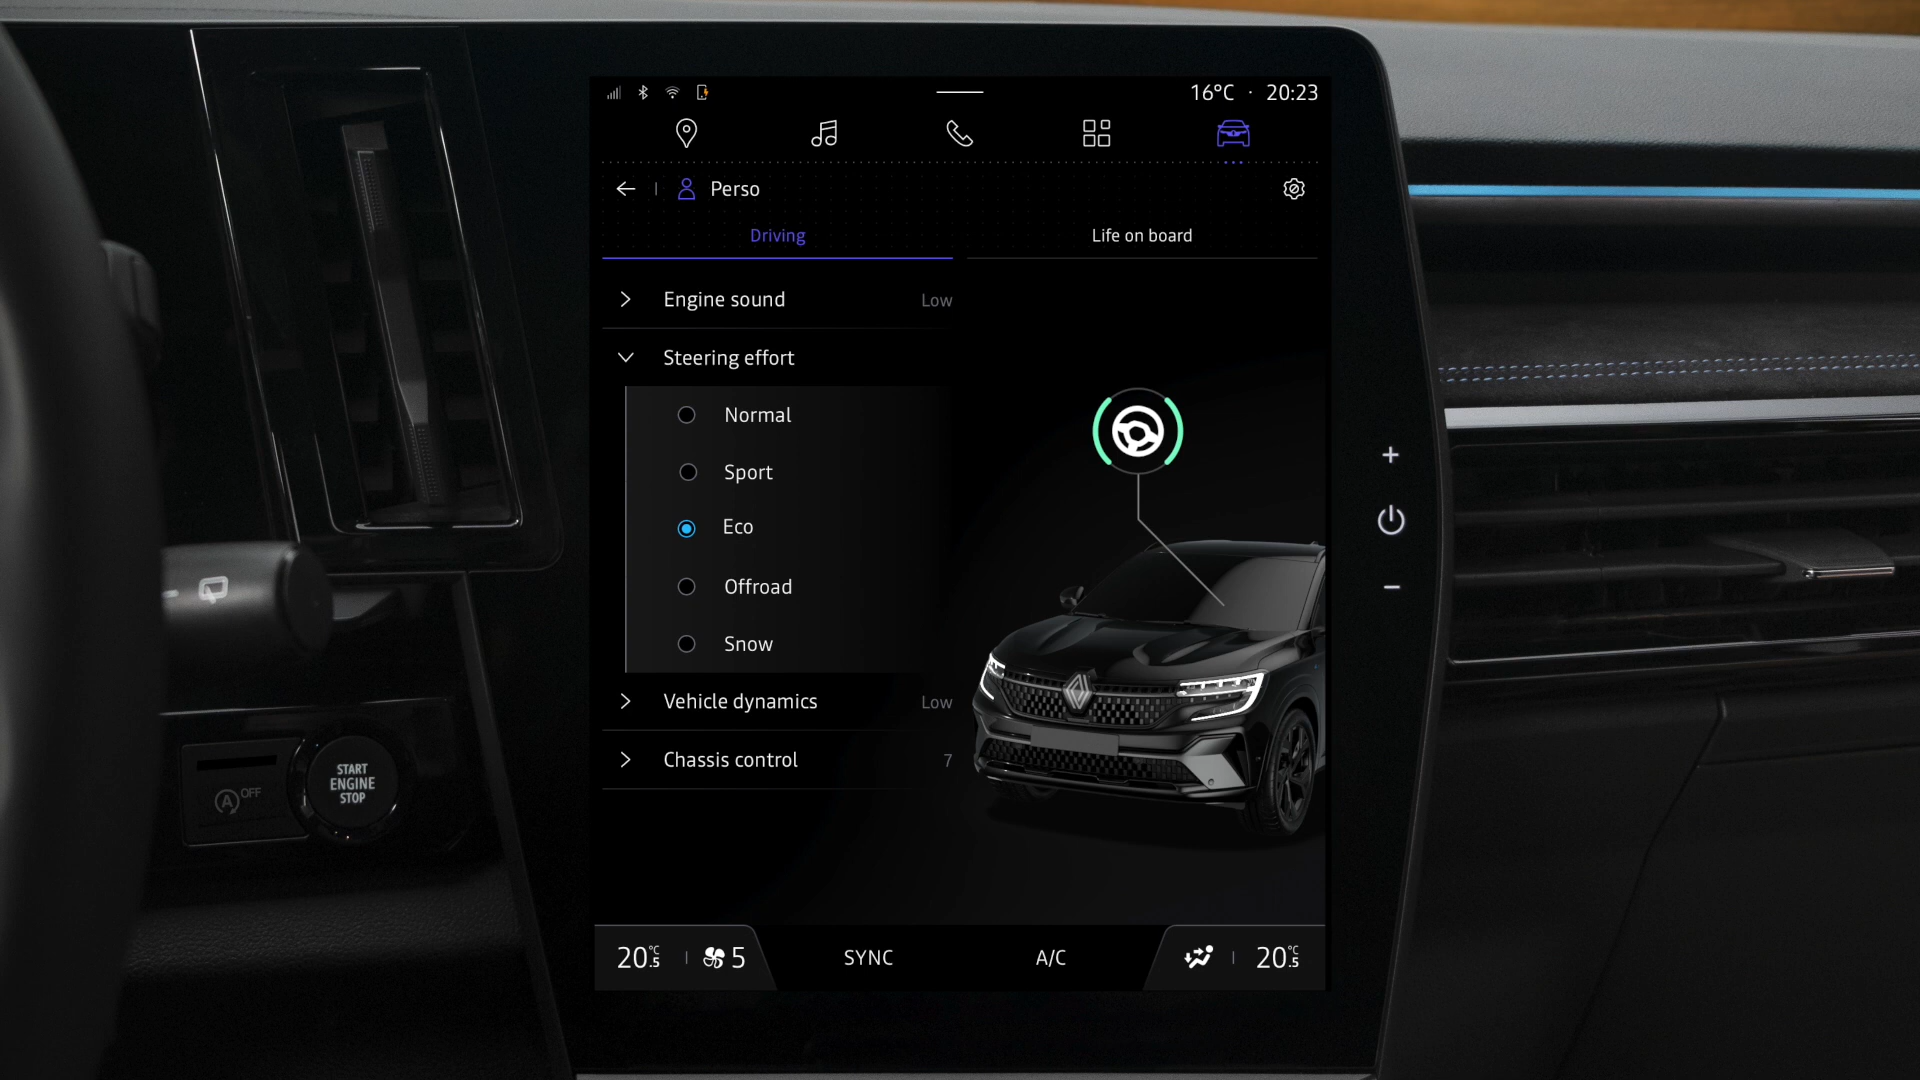 16°C · 20:23
Perso
Driving
Life on board
Engine sound
Low
Steering effort
Normal
Sport
Eco
Offroad
Snow
Vehicle dynamics
Low
Chassis control
7
20.5°C
5
SYNC
A/C
20.5°C
A OFF
START
ENGINE
STOP